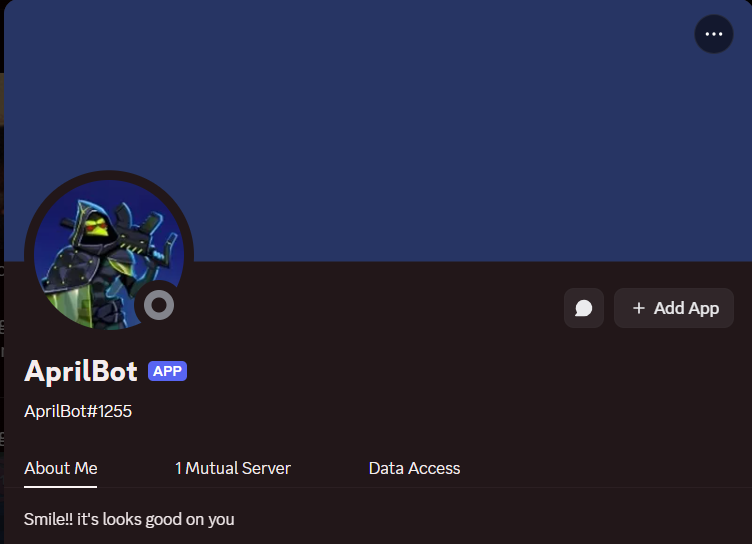 + Add App
AprilBot APP
AprilBot#1255
About Me 1 Mutual Server Data Access
Smile!! it's looks good on you